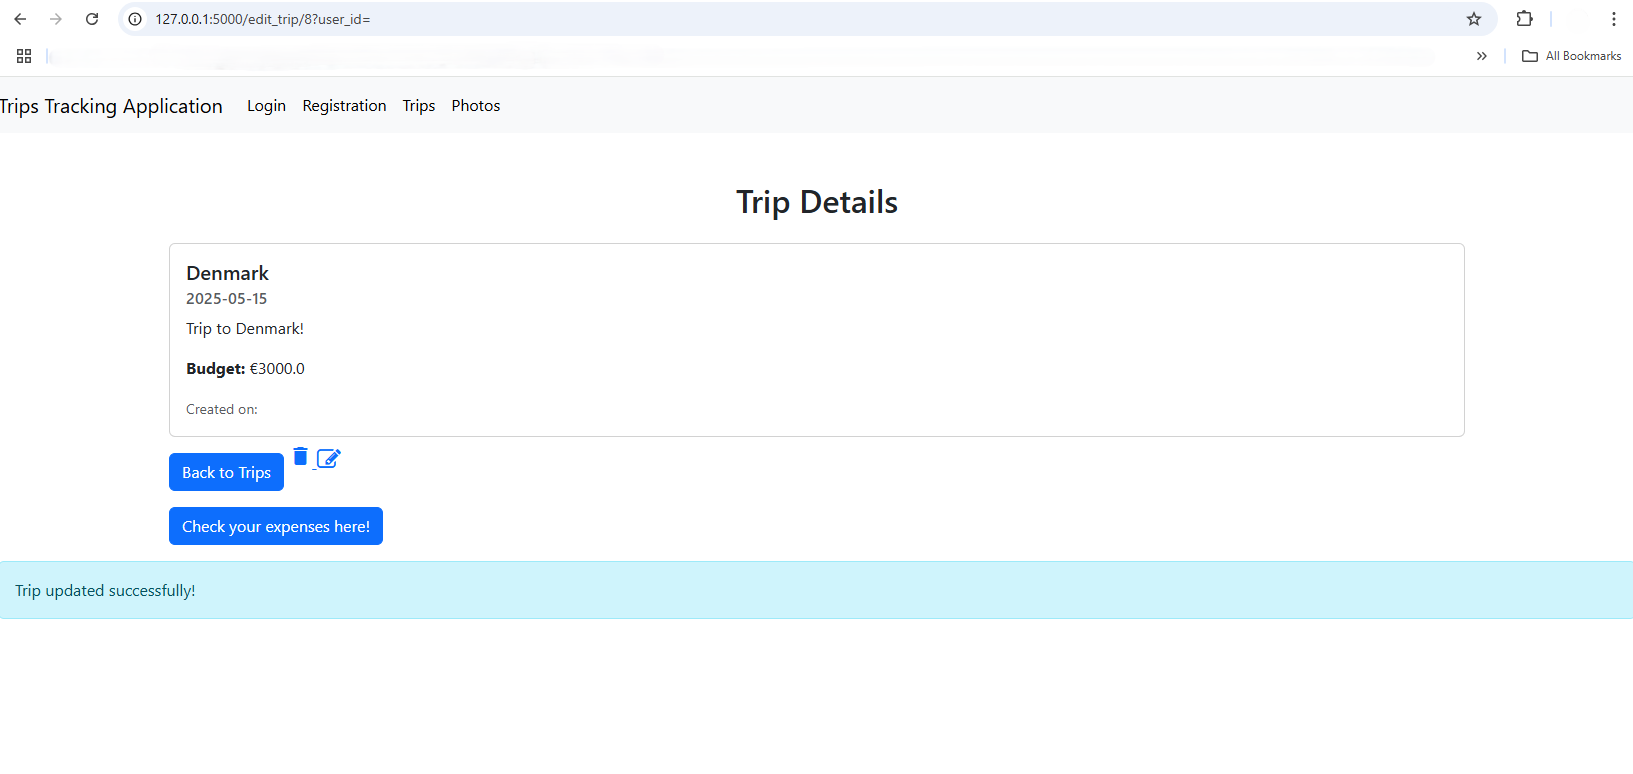 127.0.0.1:5000/edit_trip/8?user_id=
All Bookmarks
Trips Tracking Application Login Registration Trips Photos
Trip Details
Denmark
2025-05-15
Trip to Denmark!
Budget: €3000.0
Created on:
Back to Trips
Check your expenses here!
Trip updated successfully!